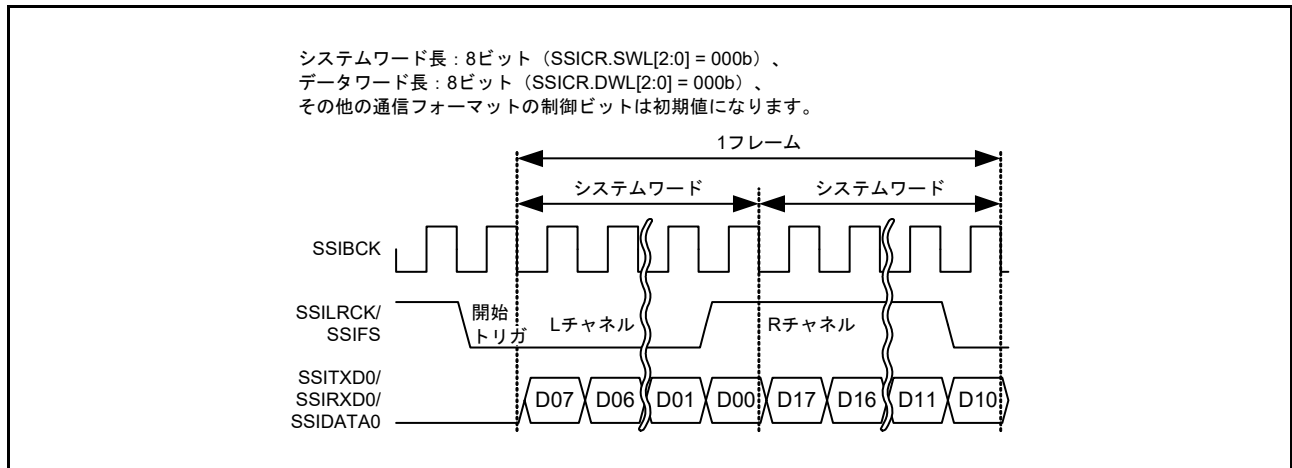 システムワード長：8ビット（SSICR.SWL[2:0] = 000b）、
データワード長：8ビット（SSICR.DWL[2:0] = 000b）、
その他の通信フォーマットの制御ビットは初期値になります。
1フレーム
システムワード システムワード
SSIBCK
SSILRCK/
SSIFS
開始
トリガ
Lチャネル
Rチャネル
SSITXD0/
SSIRXD0/
SSIDATA0
D07 D06 D01 D00 D17 D16 D11 D10